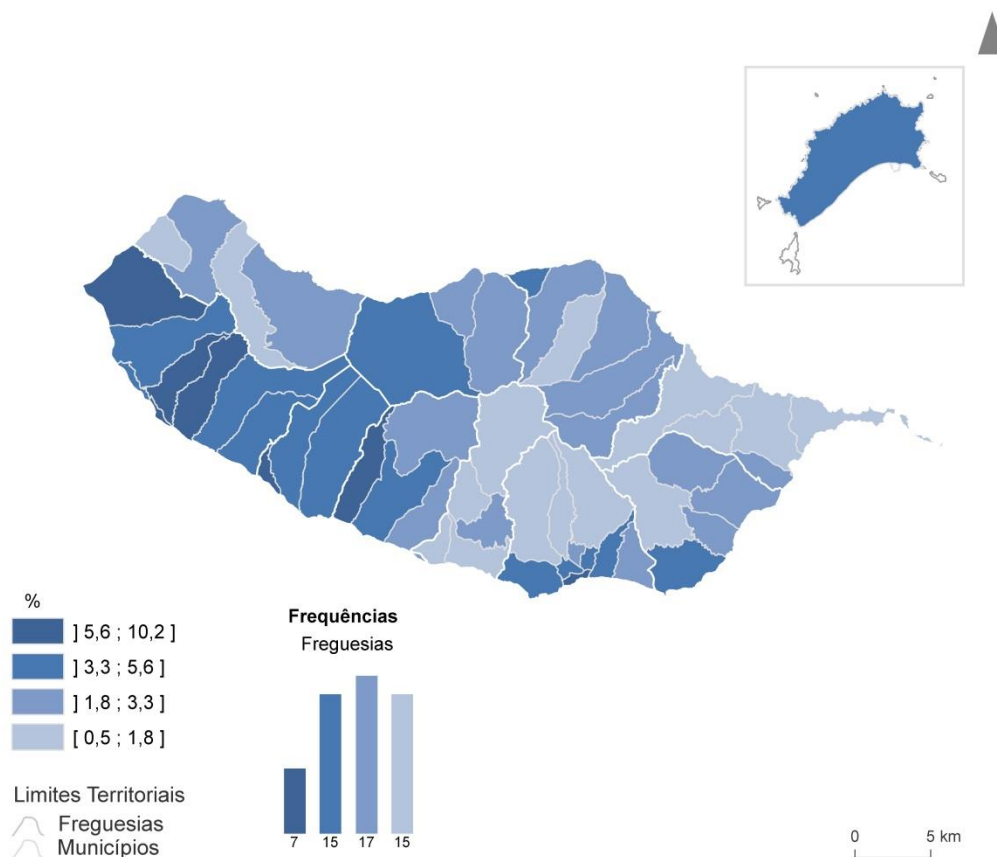 %
] 5,6 ; 10,2 ]
] 3,3 ; 5,6 ]
] 1,8 ; 3,3 ]
[ 0,5 ; 1,8 ]
Limites Territoriais
Freguesias
Municípios
Frequências
Freguesias
7 15 17 15
0 5 km